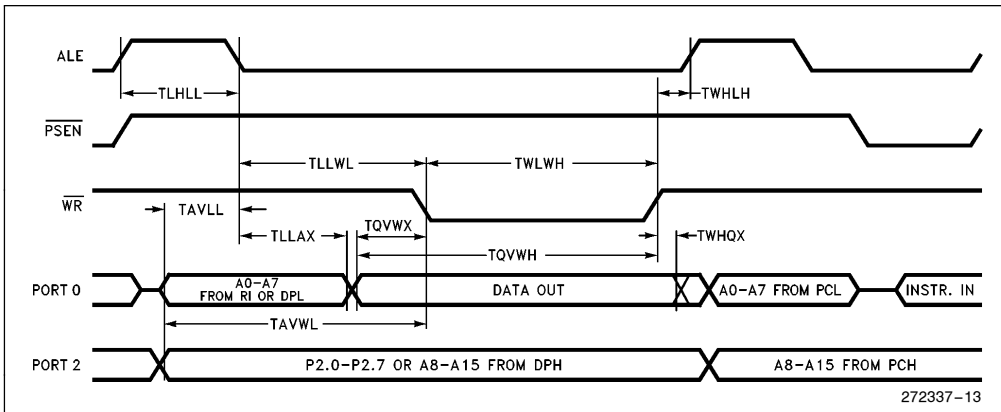 ALE
TLHLL
TWHLH
PSEN
TLLWL
TWLWH
WR
TAVLL
TQVWX
TLLAX
TWHQX
TQVWH
PORT 0
A0–A7
FROM RI OR DPL
DATA OUT
A0–A7 FROM PCL
INSTR. IN
TAVWL
PORT 2
P2.0–P2.7 OR A8–A15 FROM DPH
A8–A15 FROM PCH
272337–13